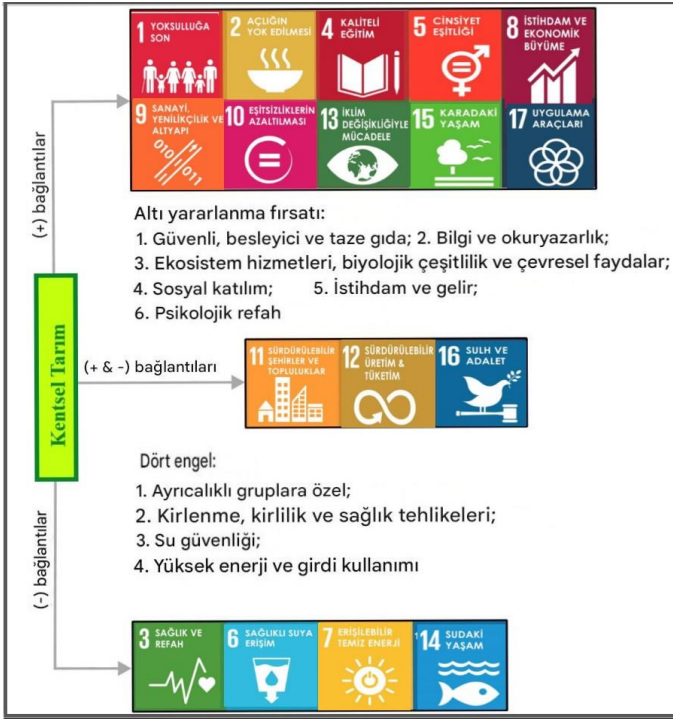 1 YOKSULLUĞA
SON
2 AÇLIĞIN
YOK EDİLMESİ
4 KALİTELİ
EĞİTİM
5 CİNSİYET
EŞİTLİĞİ
8 İSTİHDAM VE
EKONOMİK
BÜYÜME
9 SANAYİ,
YENİLİKÇİLİK VE
ALTYAPI
010
011
10 EŞİTSİZLİKLERİN
AZALTILMASI
13 İKLİM
DEĞİŞİKLİĞİYLE
MÜCADELE
15 KARADAKİ
YAŞAM
17 UYGULAMA
ARAÇLARI
(+) bağlantılar
Altı yararlanma fırsatı:
1. Güvenli, besleyici ve taze gıda; 2. Bilgi ve okuryazarlık;
3. Ekosistem hizmetleri, biyolojik çeşitlilik ve çevresel faydalar;
4. Sosyal katılım; 5. İstihdam ve gelir;
6. Psikolojik refah
Kentsel Tarım
(+ & -) bağlantıları
11 SÜRDÜRÜLEBİLİR
ŞEHİRLER VE
TOPLULUKLAR
12 SÜRDÜRÜLEBİLİR
ÜRETİM &
TÜKETİM
16 SULH VE
ADALET
Dört engel:
1. Ayrıcalıklı gruplara özel;
2. Kirlenme, kirlilik ve sağlık tehlikeleri;
3. Su güvenliği;
4. Yüksek enerji ve girdi kullanımı
(-) bağlantılar
3 SAĞLIK VE
REFAH
6 SAĞLIKLI SUYA
ERİŞİM
7 ERİŞİLEBİLİR
TEMİZ ENERJİ
14 SUDAKİ
YAŞAM